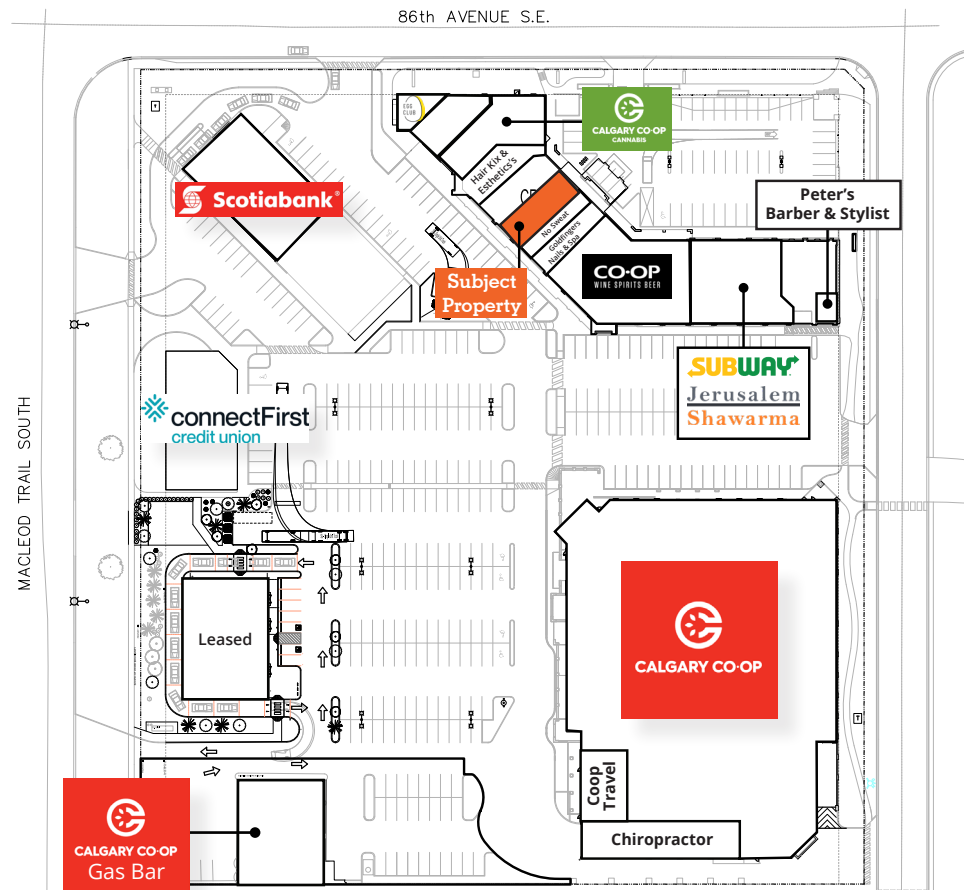 86th AVENUE S.E.
EGG
CLUB
CALGARY CO·OP
CANNABIS
Hair Kix &
Esthetics's
Scotiabank
Peter's
Barber & Stylist
No Sweat
Goldfingers
Nails & Spa
Subject
Property
CO·OP
WINE SPIRITS BEER
SUBWAY
Jerusalem
Shawarma
connectFirst
credit union
MACLEOD TRAIL SOUTH
Leased
CALGARY CO·OP
Coop
Travel
Chiropractor
CALGARY CO·OP
Gas Bar